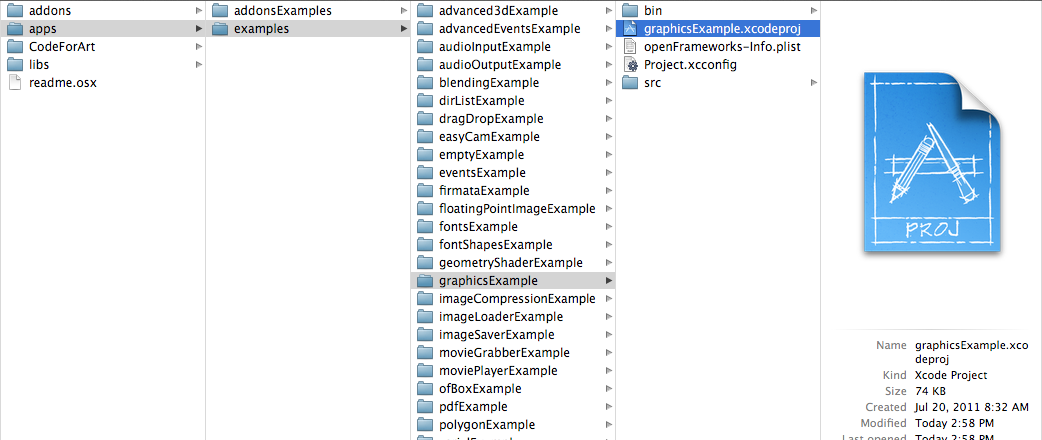 addons
apps
CodeForArt
libs
readme.osx
addonsExamples
examples
advanced3dExample
advancedEventsExample
audioInputExample
audioOutputExample
blendingExample
dirListExample
dragDropExample
easyCamExample
emptyExample
eventsExample
firmataExample
floatingPointImageExample
fontsExample
fontShapesExample
geometryShaderExample
graphicsExample
imageCompressionExample
imageLoaderExample
imageSaverExample
movieGrabberExample
moviePlayerExample
ofBoxExample
pdfExample
polygonExample
bin
graphicsExample.xcodeproj
openFrameworks-Info.plist
Project.xcconfig
src
PROJ
Name graphicsExample.xco
deproj
Kind Xcode Project
Size 74 KB
Created Jul 20, 2011 8:32 AM
Modified Today 2:58 PM
Last opened Today 2:58 PM